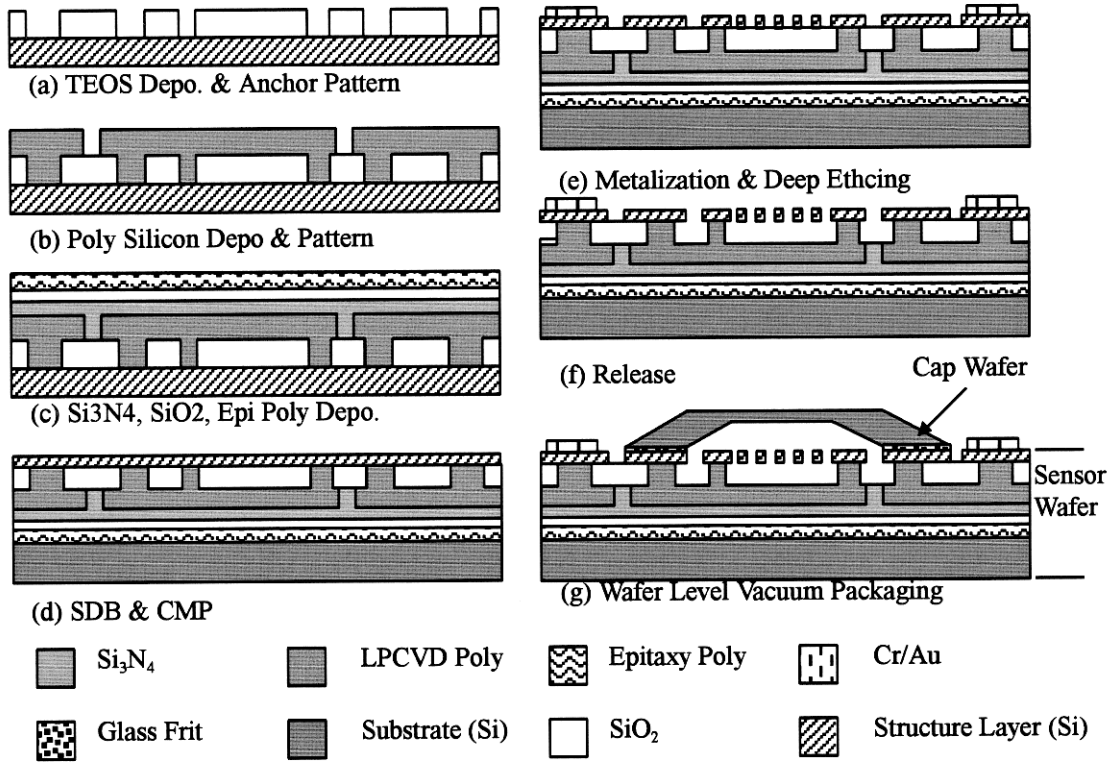 (a) TEOS Depo. & Anchor Pattern
(b) Poly Silicon Depo & Pattern
(c) Si3N4, SiO2, Epi Poly Depo.
(d) SDB & CMP
(e) Metalization & Deep Ethcing
(f) Release
Cap Wafer
Sensor
Wafer
(g) Wafer Level Vacuum Packaging
Si₃N₄
LPCVD Poly
Epitaxy Poly
Cr/Au
Glass Frit
Substrate (Si)
SiO₂
Structure Layer (Si)